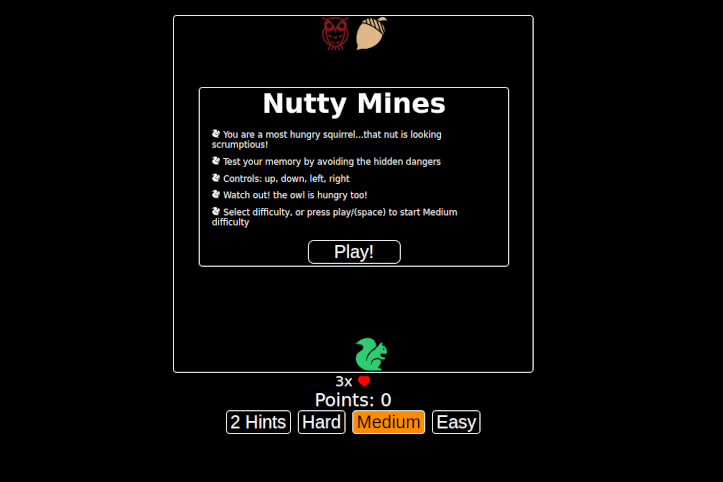 Nutty Mines
You are a most hungry squirrel...that nut is looking
scrumptious!
Test your memory by avoiding the hidden dangers
Controls: up, down, left, right
Watch out! the owl is hungry too!
Select difficulty, or press play/(space) to start Medium
difficulty
Play!
3x
Points: 0
2 Hints Hard Medium Easy